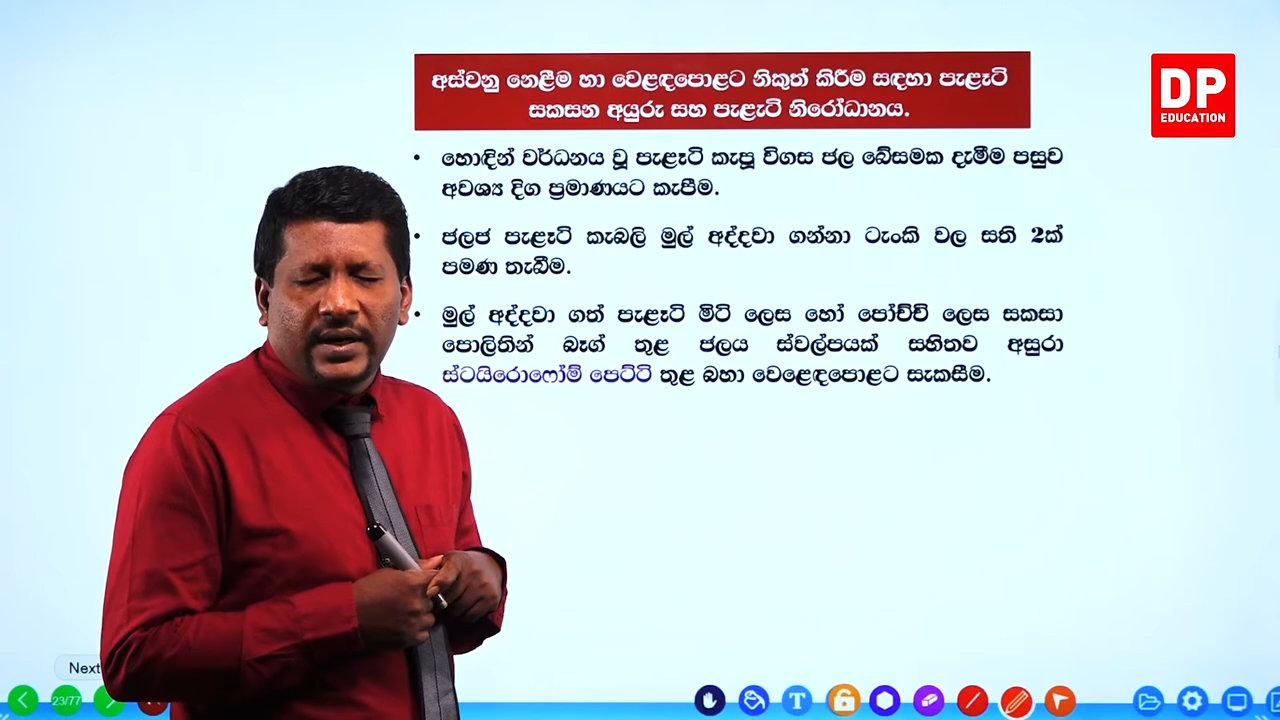 අස්වනු නෙළීම හා වෙළඳපොළට නිකුත් කිරීම සඳහා පැළෑටි
සකසන අයුරු සහ පැළෑටි නිරෝධානය.
DP
EDUCATION
• හොඳින් වර්ධනය වූ පැළෑටි කැපූ විගස ජල බේසමක දැමීම පසුව
අවශ්‍ය දිග ප්‍රමාණයට කැපීම.
• ජලජ පැළෑටි කැබලි මුල් අද්දවා ගන්නා ටැංකි වල සති 2ක්
පමණ තැබීම.
• මුල් අද්දවා ගත් පැළෑටි මිටි ලෙස හෝ පෝච්චි ලෙස සකසා
පොලිතින් බෑග් තුළ ජලය ස්වල්පයක් සහිතව අසුරා
ස්ටයිරොෆෝම් පෙට්ටි තුළ බහා වෙළෙඳපොළට සැකසීම.
Next
23/77